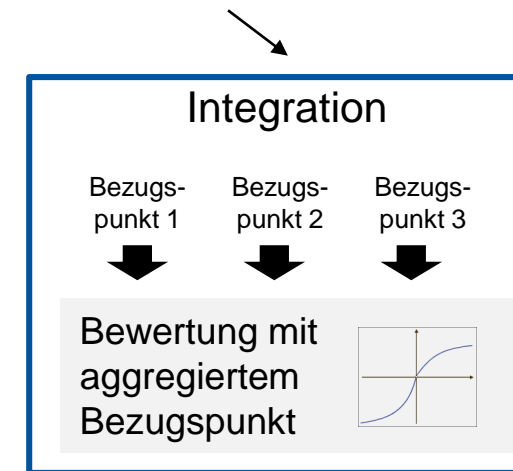 Integration
Bezugs- Bezugs- Bezugs-
punkt 1 punkt 2 punkt 3
Bewertung mit
aggregiertem
Bezugspunkt